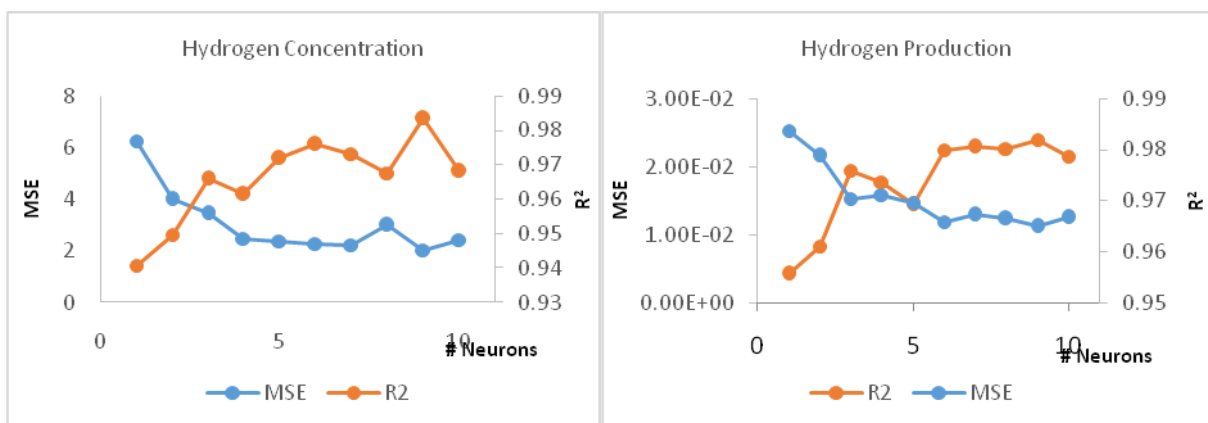 Hydrogen Concentration
8
6
4
2
0
MSE
0.99
0.98
0.97
0.96
0.95
0.94
0.93
R²
0
5
10
# Neurons
MSE
R2
Hydrogen Production
3.00E-02
2.00E-02
1.00E-02
0.00E+00
MSE
0.99
0.98
0.97
0.96
0.95
R²
0
5
10
# Neurons
R2
MSE